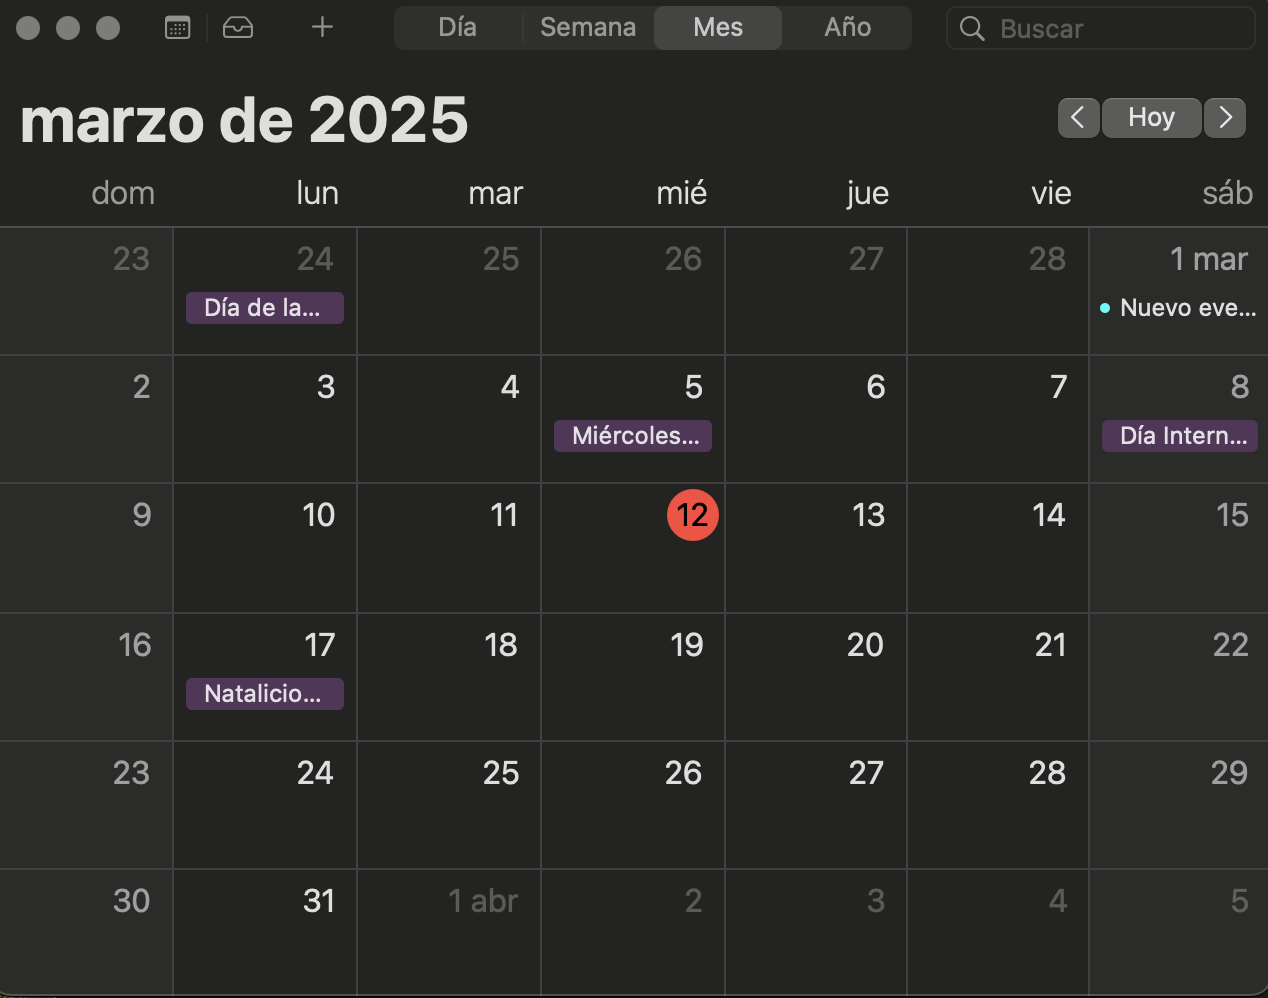 Día Semana Mes Año Buscar
marzo de 2025 Hoy
dom lun mar mié jue vie sáb
23 24 25 26 27 28 1 mar
Día de la... Nuevo eve...
2 3 4 5 6 7 8
Miércoles... Día Intern...
9 10 11 12 13 14 15
16 17 18 19 20 21 22
Natalicio...
23 24 25 26 27 28 29
30 31 1 abr 2 3 4 5